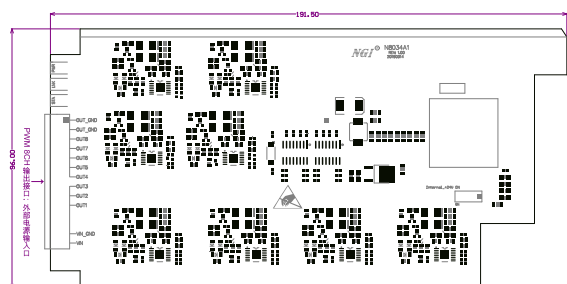 191.50
NGI ® N8034A1
96.00
PWM 8CH输出接口：外部电源输入口
OUT_GND
OUT_GND
OUT8
OUT7
OUT6
OUT5
OUT4
OUT3
OUT2
OUT1
VIN_GND
VIN